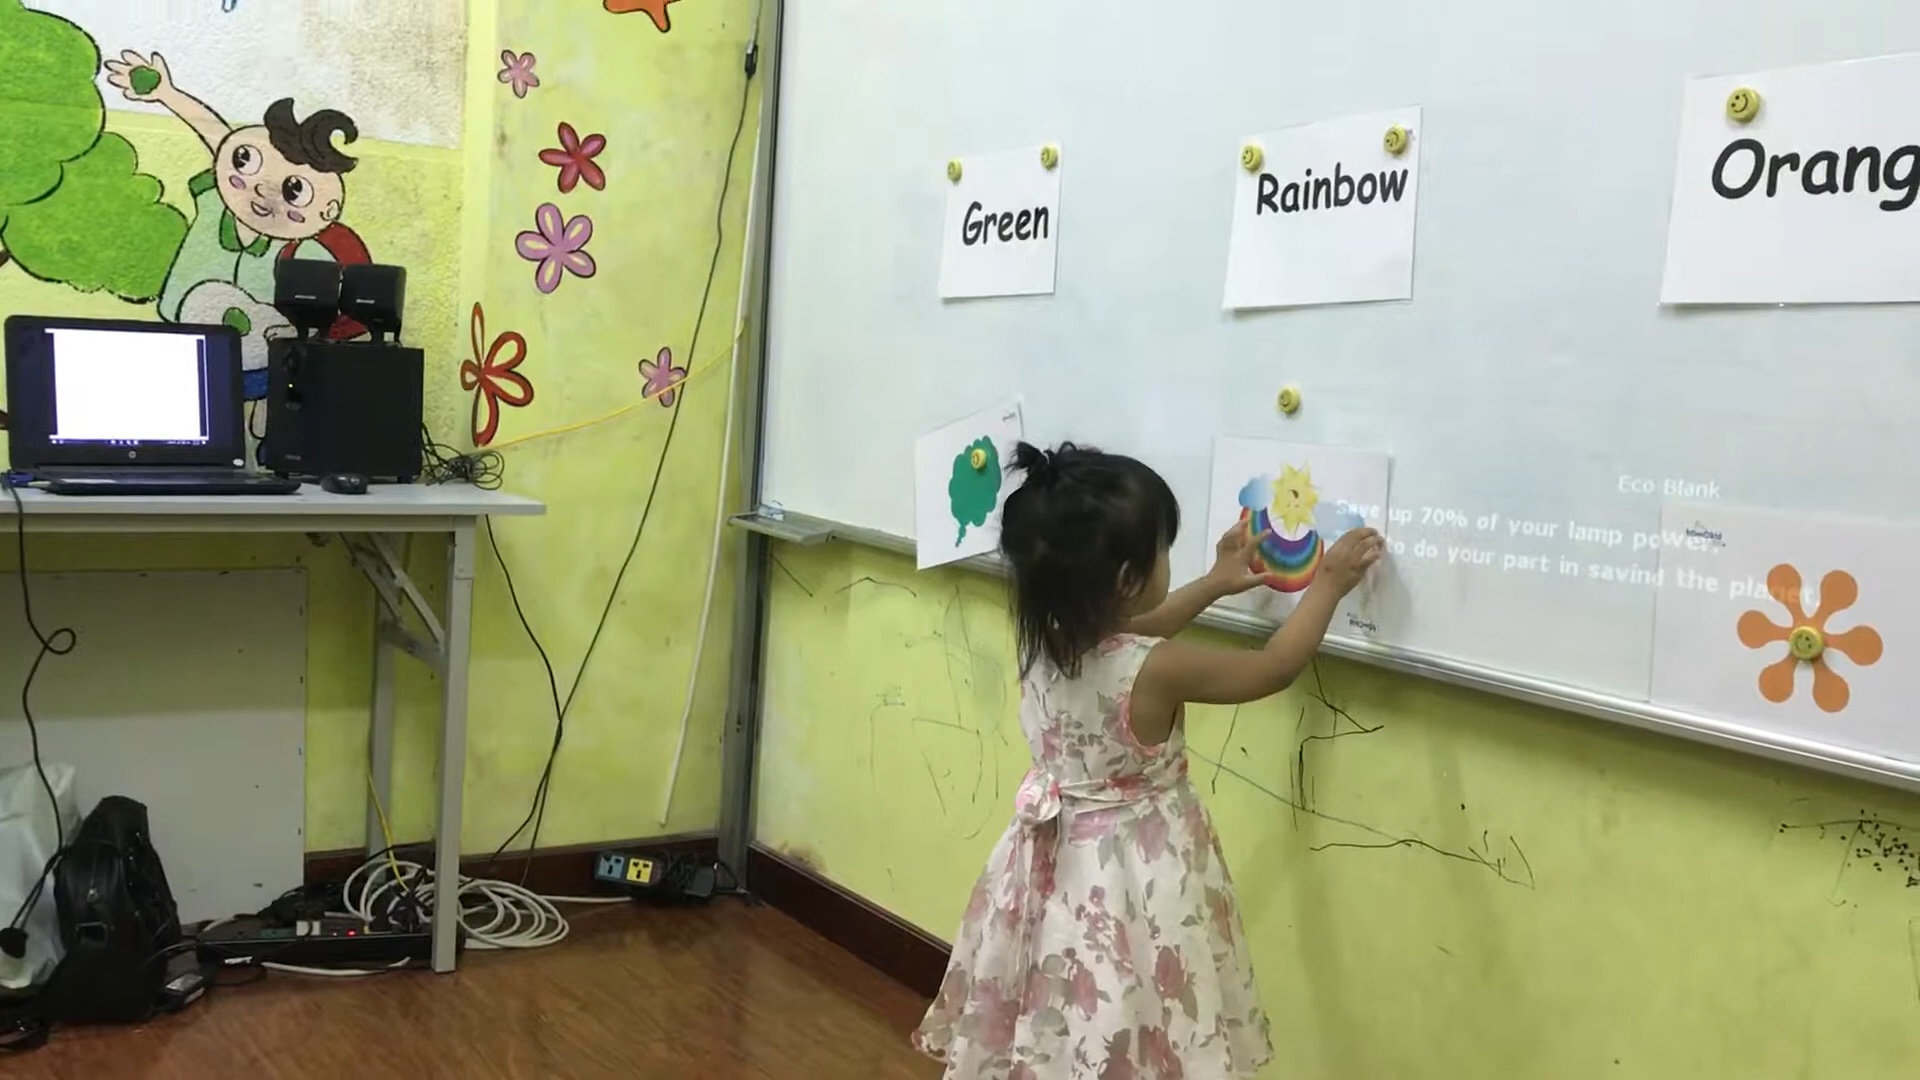 Green
Rainbow
Orang
Eco Blank
Save up 70% of your lamp power.
to do your part in savind the planet.